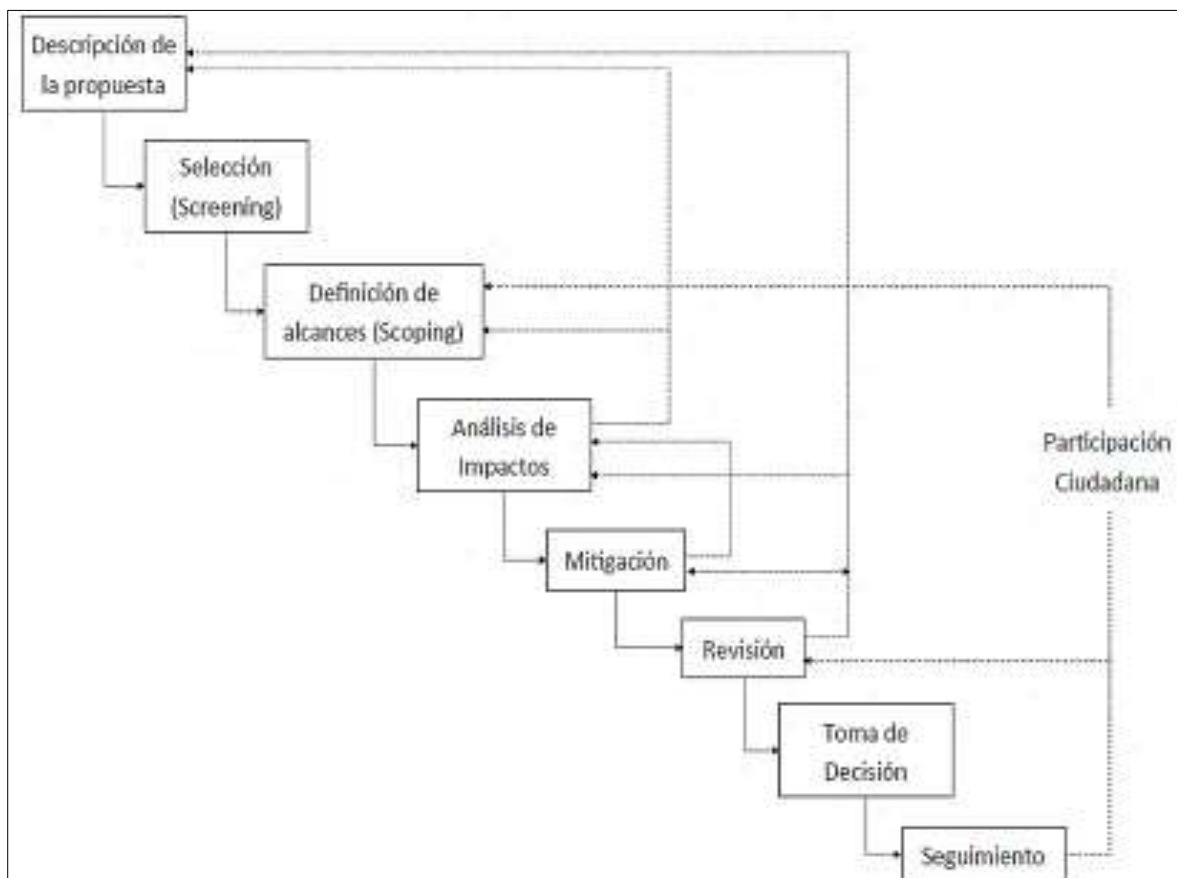 Descripción de
la propuesta
Selección
(Screening)
Definición de
alcances (Scoping)
Análisis de
Impactos
Participación
Ciudadana
Mitigación
Revisión
Toma de
Decisión
Seguimiento